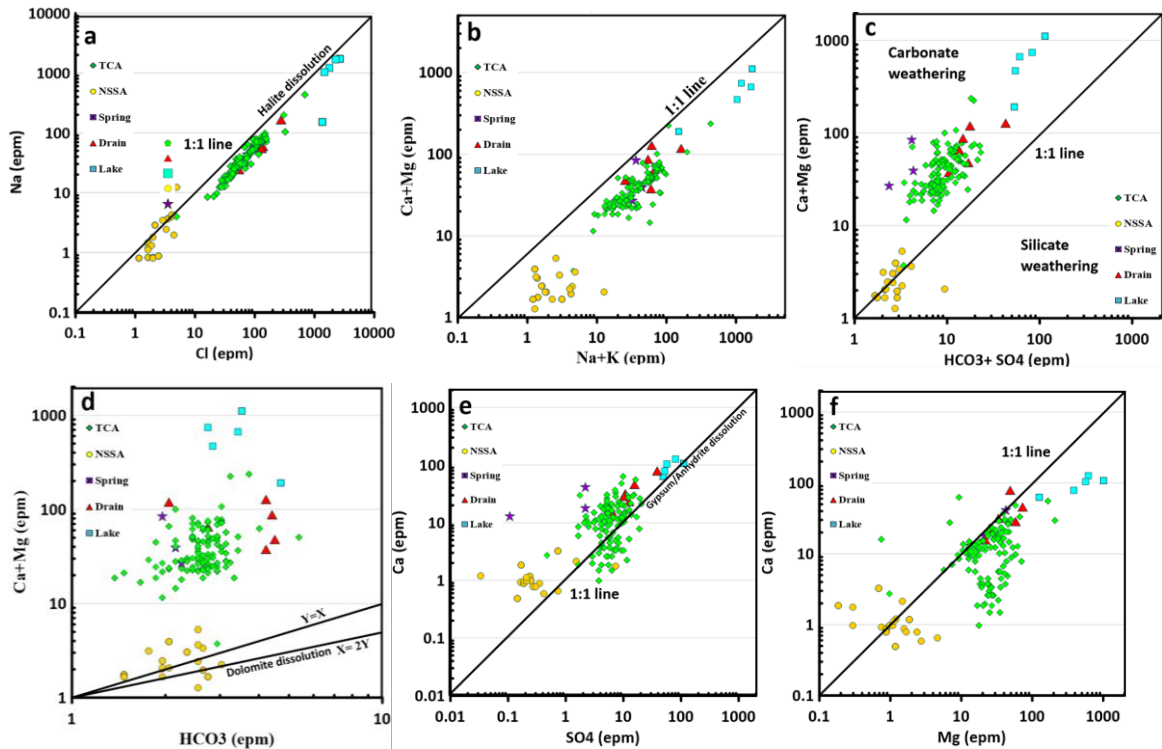 a
10000
1000
100
10
1
0.1
Na (epm)
TCA
NSSA
Spring
Drain
Lake
1:1 line
Halite dissolution
0.1 1 10 100 1000 10000
Cl (epm)
b
1000
100
10
1
Ca+Mg (epm)
TCA
NSSA
Spring
Drain
Lake
1:1 line
0.1 1 10 100 1000
Na+K (epm)
c
1000
100
10
1
Ca+Mg (epm)
Carbonate
weathering
1:1 line
Silicate
weathering
TCA
NSSA
Spring
Drain
Lake
1 10 100 1000
HCO3+ SO4 (epm)
d
1000
100
10
1
Ca+Mg (epm)
TCA
NSSA
Spring
Drain
Lake
Y=X
Dolomite dissolution X= 2Y
1 10
HCO3 (epm)
e
1000
100
10
1
0.1
0.01
Ca (epm)
TCA
NSSA
Spring
Drain
Lake
Gypsum/Anhydrite dissolution
1:1 line
0.01 0.1 1 10 100 1000
SO4 (epm)
f
1000
100
10
1
0.1
Ca (epm)
TCA
NSSA
Spring
Drain
Lake
1:1 line
0.1 1 10 100 1000
Mg (epm)